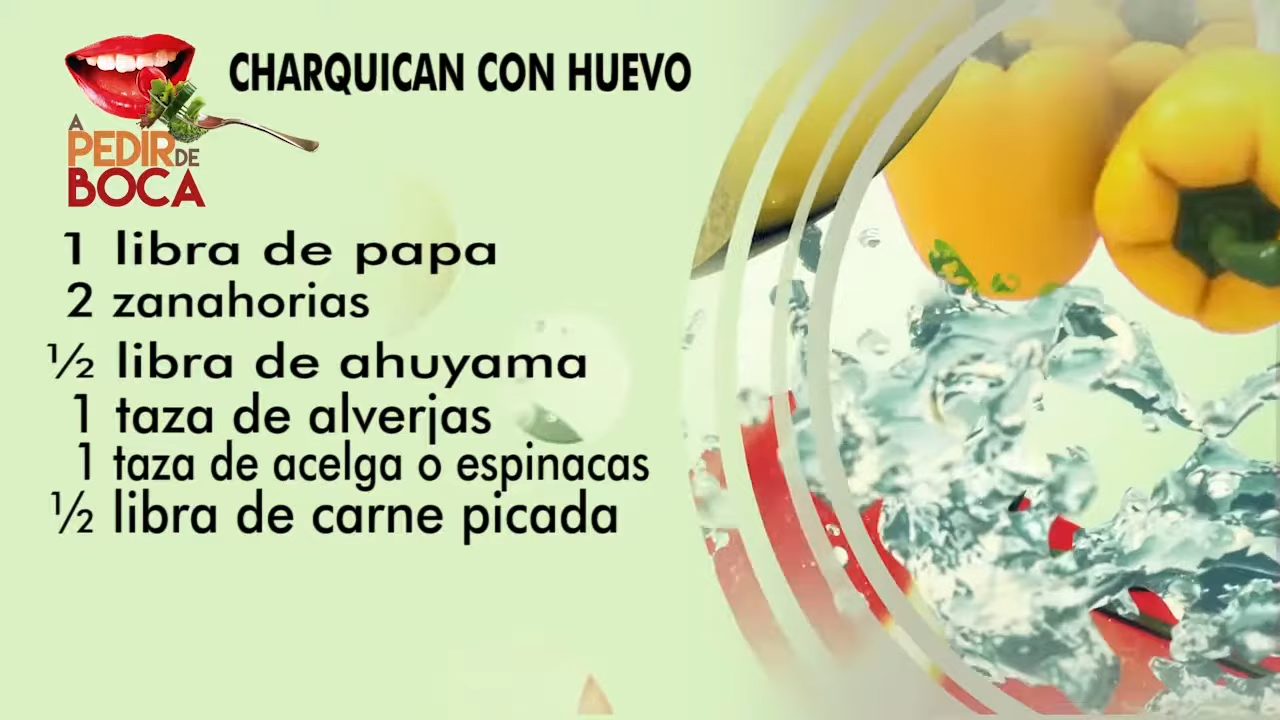 CHARQUICAN CON HUEVO
A
PEDIR DE
BOCA
1 libra de papa
2 zanahorias
½ libra de ahuyama
1 taza de alverjas
1 taza de acelga o espinacas
½ libra de carne picada